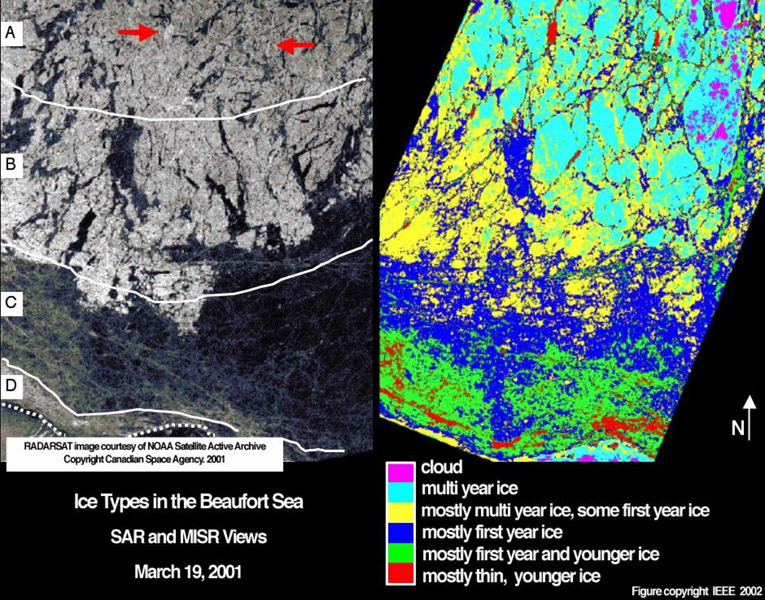 A
B
C
D
RADARSAT image courtesy of NOAA Satellite Active Archive
Copyright Canadian Space Agency. 2001
Ice Types in the Beaufort Sea
SAR and MISR Views
March 19, 2001
N
cloud
multi year ice
mostly multi year ice, some first year ice
mostly first year ice
mostly first year and younger ice
mostly thin, younger ice
Figure copyright IEEE 2002